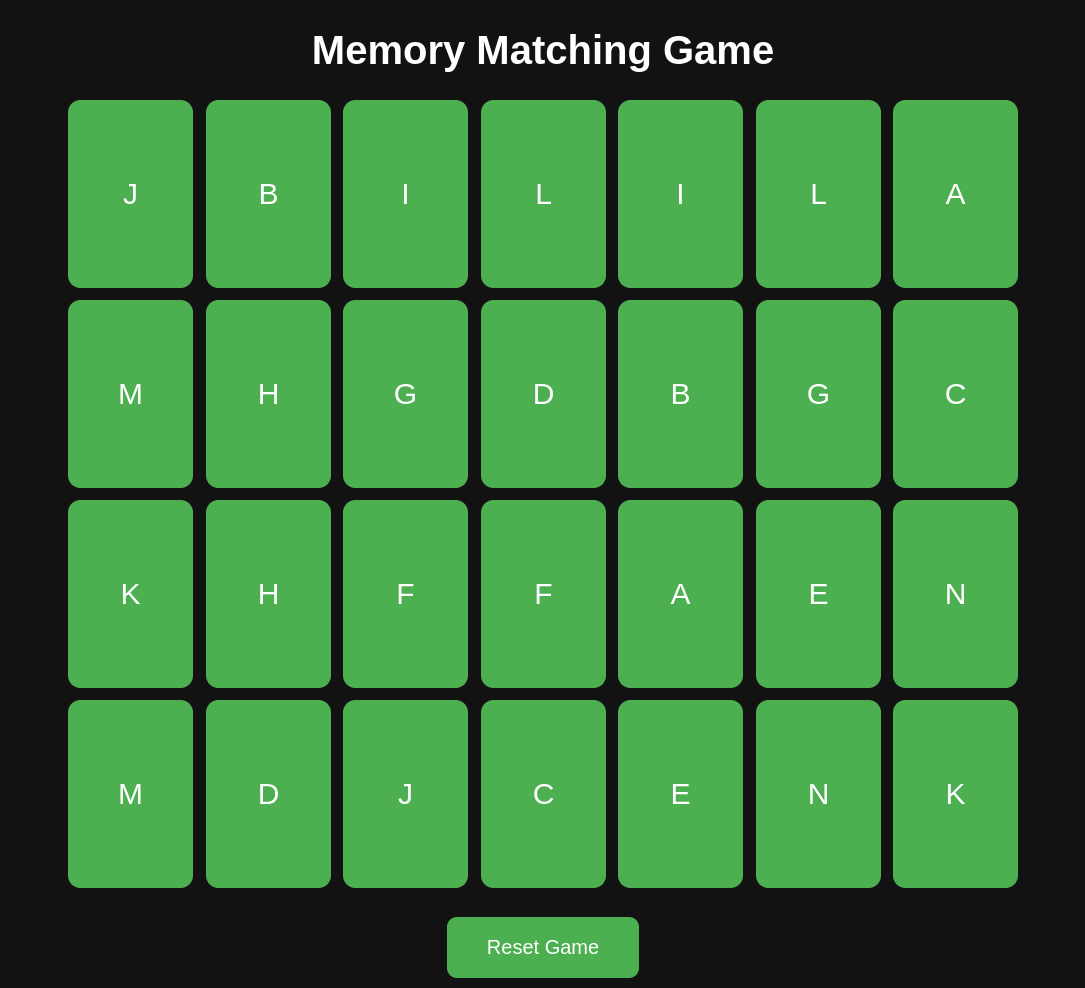 Memory Matching Game
J B I L I L A
M H G D B G C
K H F F A E N
M D J C E N K
Reset Game